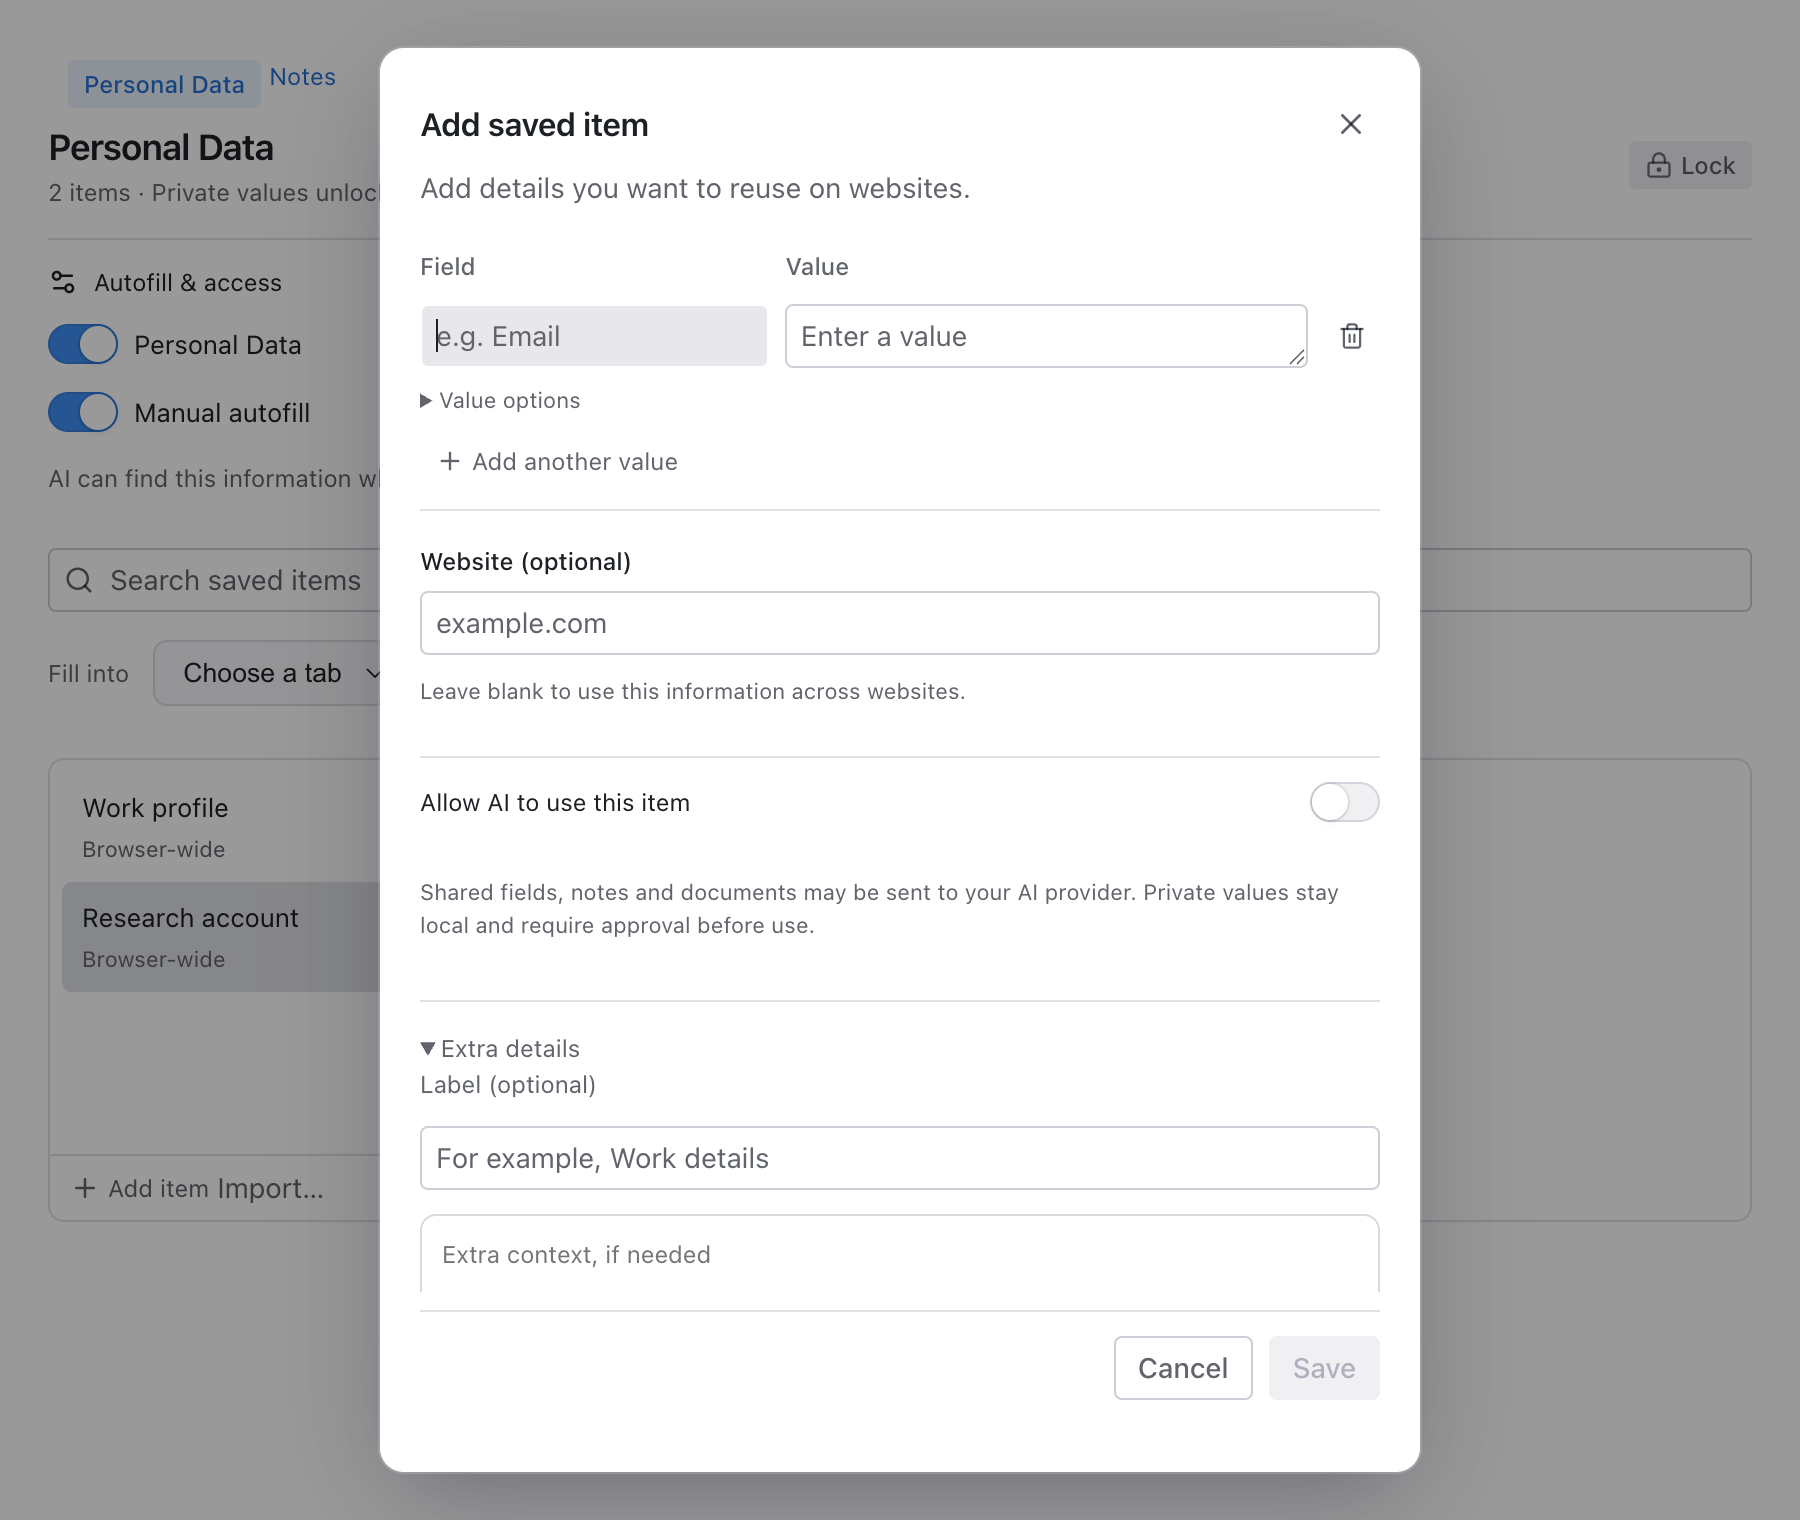 Personal Data
Notes
Personal Data
2 items · Private values unloc
Lock
Autofill & access
Personal Data
Manual autofill
AI can find this information
Search saved items
Fill into
Choose a tab
Work profile
Browser-wide
Research account
Browser-wide
Add item
Import...
Add saved item
Add details you want to reuse on websites.
Field
Value
e.g. Email
Enter a value
Value options
Add another value
Website (optional)
example.com
Leave blank to use this information across websites.
Allow AI to use this item
Shared fields, notes and documents may be sent to your AI provider. Private values stay
local and require approval before use.
Extra details
Label (optional)
For example, Work details
Extra context, if needed
Cancel
Save